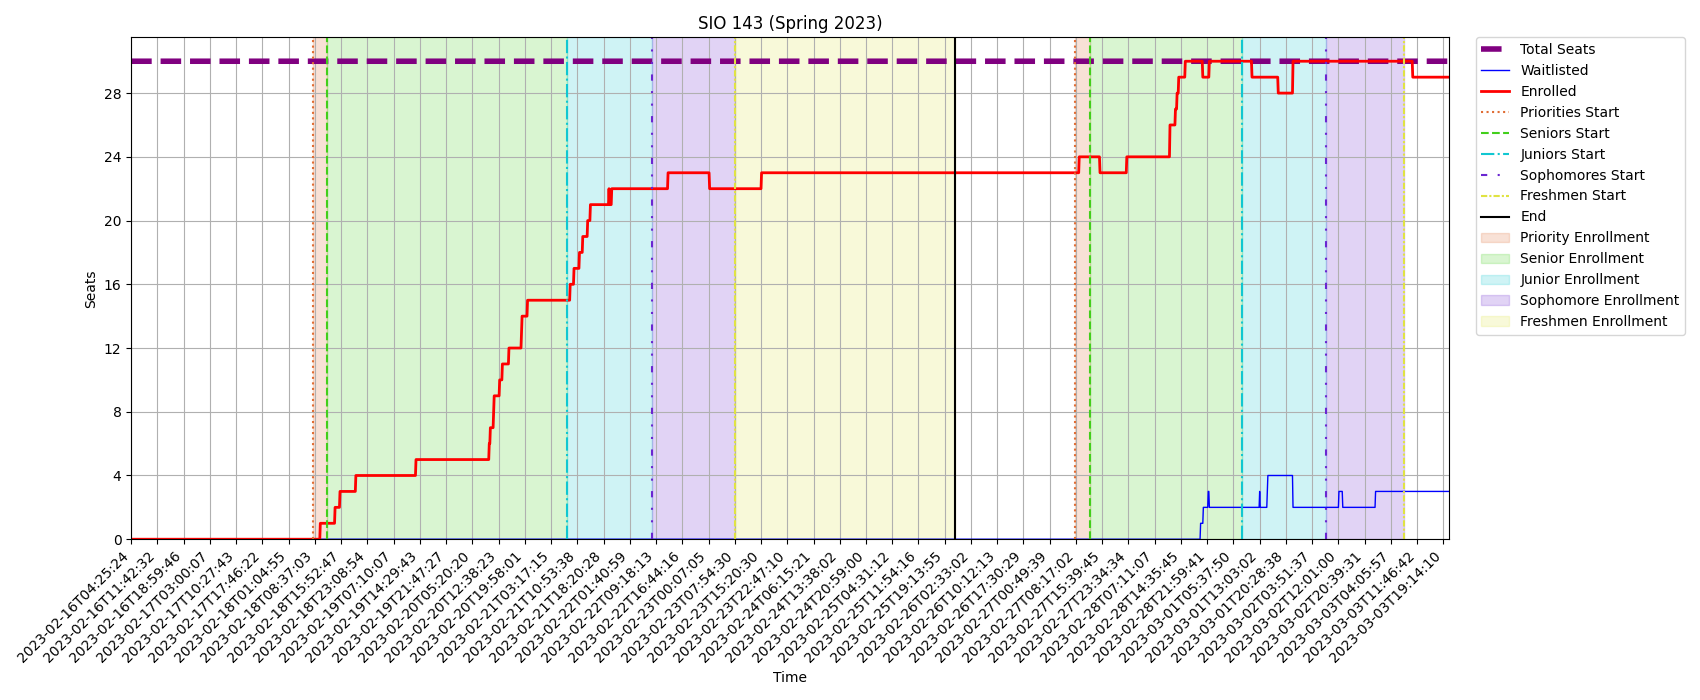 SIO 143 (Spring 2023)
Total Seats
Waitlisted
Enrolled
Priorities Start
Seniors Start
Juniors Start
Sophomores Start
Freshmen Start
End
Priority Enrollment
Senior Enrollment
Junior Enrollment
Sophomore Enrollment
Freshmen Enrollment
Seats
28
24
20
16
12
8
4
0
2023-02-16T04:25:24
2023-02-16T11:42:32
2023-02-16T18:59:46
2023-02-17T03:00:07
2023-02-17T10:27:43
2023-02-17T17:46:22
2023-02-18T01:04:55
2023-02-18T08:37:03
2023-02-18T15:52:47
2023-02-18T23:08:54
2023-02-19T07:10:07
2023-02-19T14:29:43
2023-02-19T21:47:27
2023-02-20T05:20:20
2023-02-20T12:38:23
2023-02-20T19:58:01
2023-02-21T03:17:15
2023-02-21T10:53:38
2023-02-21T18:20:28
2023-02-22T01:40:59
2023-02-22T09:18:13
2023-02-22T16:44:16
2023-02-23T00:07:05
2023-02-23T07:54:30
2023-02-23T15:20:30
2023-02-23T22:47:10
2023-02-24T06:15:21
2023-02-24T13:38:02
2023-02-24T20:59:00
2023-02-25T04:31:12
2023-02-25T11:54:16
2023-02-25T19:13:55
2023-02-26T02:33:02
2023-02-26T10:12:13
2023-02-26T17:30:29
2023-02-27T00:49:39
2023-02-27T08:17:02
2023-02-27T15:39:45
2023-02-27T23:34:34
2023-02-28T07:11:07
2023-02-28T14:35:45
2023-02-28T21:59:41
2023-03-01T05:37:50
2023-03-01T13:03:02
2023-03-01T20:28:38
2023-03-02T03:51:37
2023-03-02T12:01:00
2023-03-02T20:39:31
2023-03-03T04:05:57
2023-03-03T11:46:42
2023-03-03T19:14:10
Time